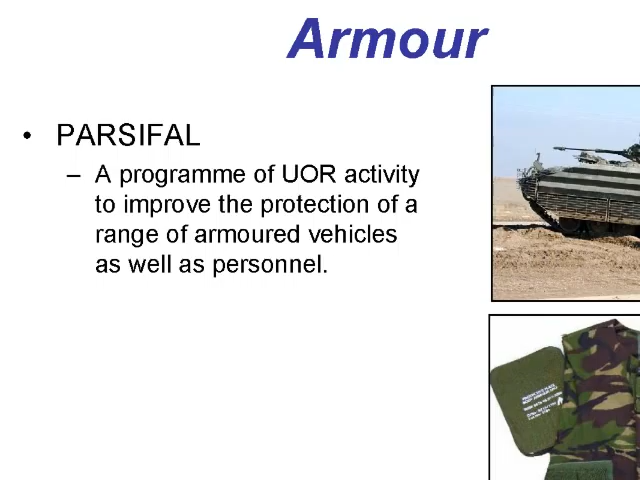 Armour
• PARSIFAL
– A programme of UOR activity
to improve the protection of a
range of armoured vehicles
as well as personnel.